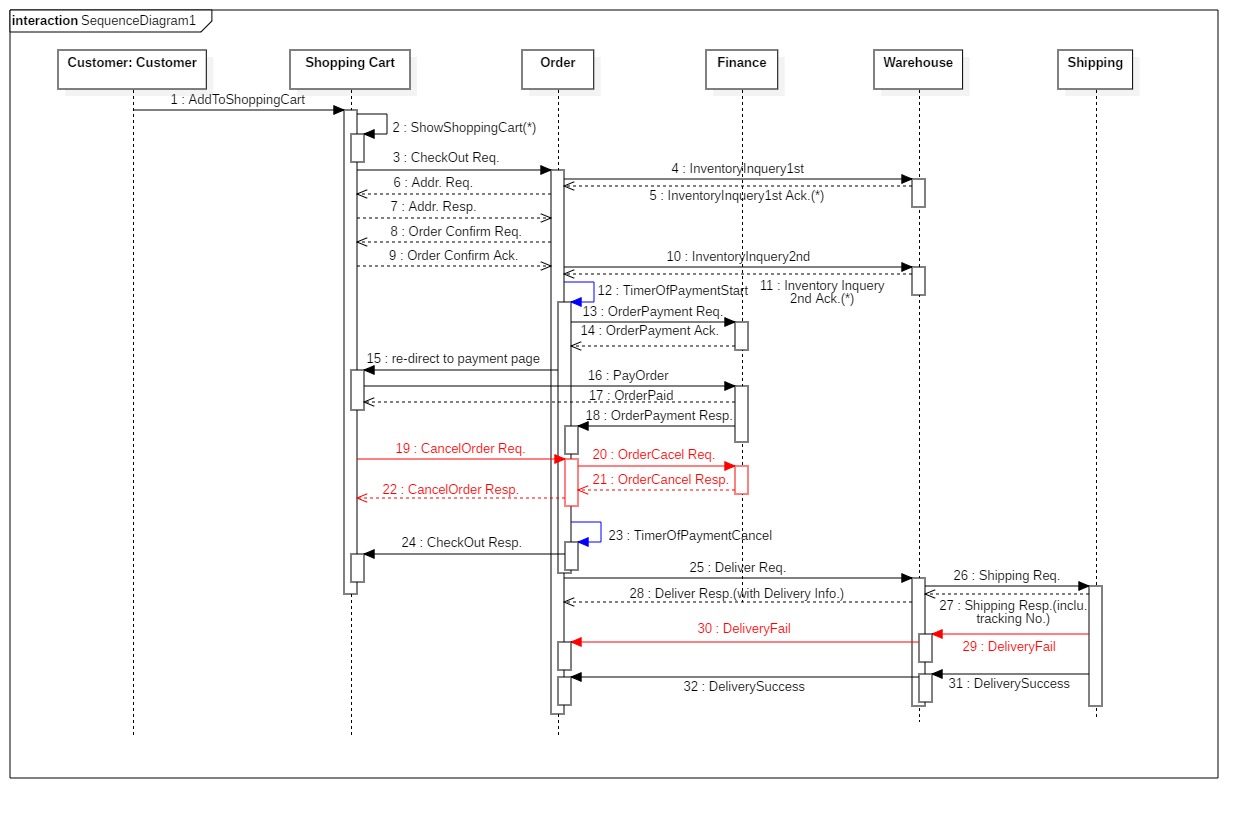 interaction SequenceDiagram1
Customer: Customer
Shopping Cart
Order
Finance
Warehouse
Shipping
1 : AddToShoppingCart
2 : ShowShoppingCart(*)
3 : CheckOut Req.
4 : InventoryInquery1st
5 : InventoryInquery1st Ack.(*)
6 : Addr. Req.
7 : Addr. Resp.
8 : Order Confirm Req.
9 : Order Confirm Ack.
10 : InventoryInquery2nd
11 : Inventory Inquery
2nd Ack.(*)
12 : TimerOfPaymentStart
13 : OrderPayment Req.
14 : OrderPayment Ack.
15 : re-direct to payment page
16 : PayOrder
17 : OrderPaid
18 : OrderPayment Resp.
19 : CancelOrder Req.
20 : OrderCacel Req.
21 : OrderCancel Resp.
22 : CancelOrder Resp.
23 : TimerOfPaymentCancel
24 : CheckOut Resp.
25 : Deliver Req.
26 : Shipping Req.
27 : Shipping Resp.(inclu.
tracking No.)
28 : Deliver Resp.(with Delivery Info.)
29 : DeliveryFail
30 : DeliveryFail
31 : DeliverySuccess
32 : DeliverySuccess